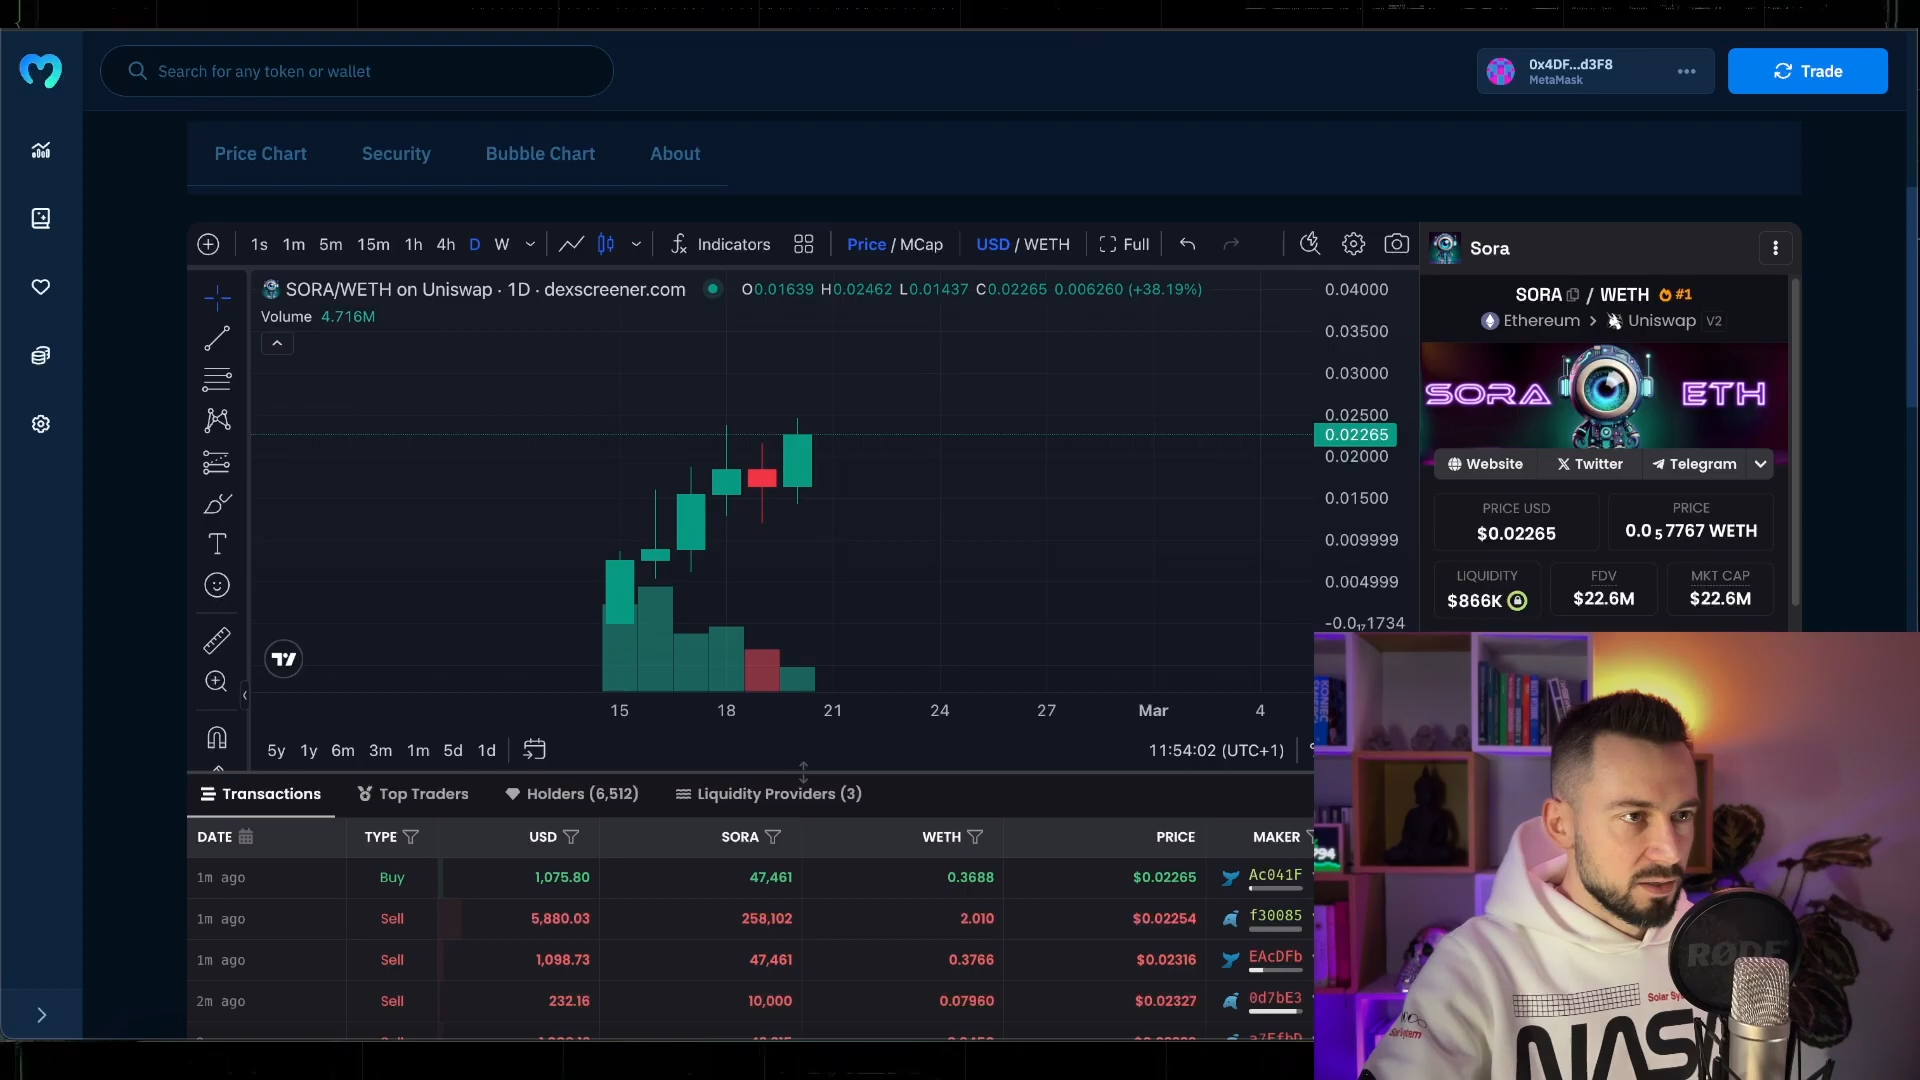 Search for any token or wallet
0x4DF...d3F8
MetaMask
Trade
Price Chart Security Bubble Chart About
1s 1m 5m 15m 1h 4h D W Indicators Price / MCap USD / WETH Full
SORA/WETH on Uniswap · 1D · dexscreener.com O0.01639 H0.02462 L0.01437 C0.02265 0.006260 (+38.19%)
Volume 4.716M
0.04000
0.03500
0.03000
0.02500
0.02265
0.02000
0.01500
0.009999
0.004999
-0.0₁₇1734
15 18 21 24 27 Mar 4
5y 1y 6m 3m 1m 5d 1d 11:54:02 (UTC+1)
Sora
SORA / WETH #1
Ethereum > Uniswap V2
SORA ETH
Website Twitter Telegram
PRICE USD
$0.02265
PRICE
0.0₅7767 WETH
LIQUIDITY
$866K
FDV
$22.6M
MKT CAP
$22.6M
Transactions Top Traders Holders (6,512) Liquidity Providers (3)
DATE TYPE USD SORA WETH PRICE MAKER
1m ago Buy 1,075.80 47,461 0.3688 $0.02265 Ac041F
1m ago Sell 5,880.03 258,102 2.010 $0.02254 f30085
1m ago Sell 1,098.73 47,461 0.3766 $0.02316 EAcDFb
2m ago Sell 232.16 10,000 0.07960 $0.02327 0d7bE3
KONIEC
794
RØDE
Solar
NAS